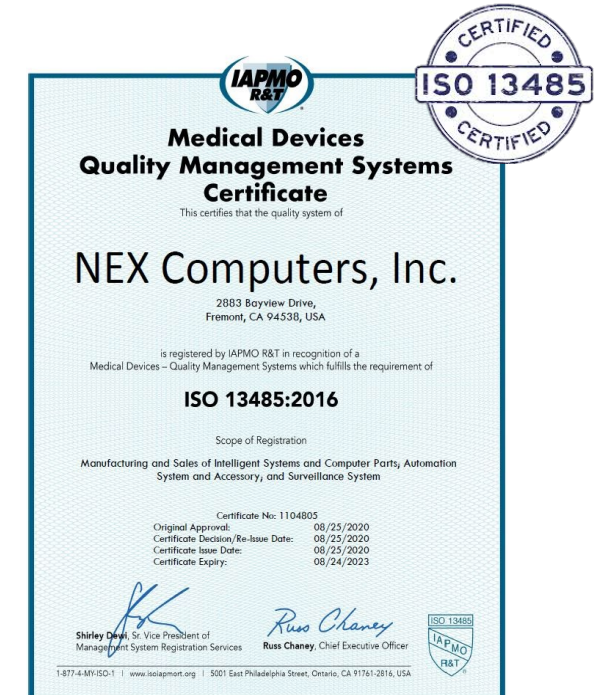 CERTIFIED
ISO 13485
CERTIFIED
IAPMO
R&T
Medical Devices
Quality Management Systems
Certificate
This certifies that the quality system of
NEX Computers, Inc.
2883 Bayview Drive,
Fremont, CA 94538, USA
is registered by IAPMO R&T in recognition of a
Medical Devices – Quality Management Systems which fulfills the requirement of
ISO 13485:2016
Scope of Registration
Manufacturing and Sales of Intelligent Systems and Computer Parts; Automation
System and Accessory; and Surveillance System
Certificate No: 1104805
Original Approval: 08/25/2020
Certificate Decision/Re-Issue Date: 08/25/2020
Certificate Issue Date: 08/25/2020
Certificate Expiry: 08/24/2023
Russ Chaney
Shirley Dewi, Sr. Vice President of
Management System Registration Services
Russ Chaney, Chief Executive Officer
ISO 13485
IAPMO
R&T
1-877-4-MY-ISO-1 | www.isoiapmort.org | 5001 East Philadelphia Street, Ontario, CA 91761-2816, USA